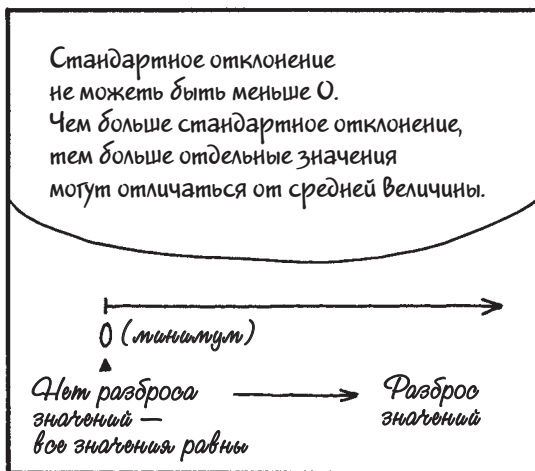 Стандартное отклонение
не можеть быть меньше 0.
Чем больше стандартное отклонение,
тем больше отдельные значения
могут отличаться от средней величины.
0 (минимум)
Нет разброса
значений —
все значения равны
Разброс
значений